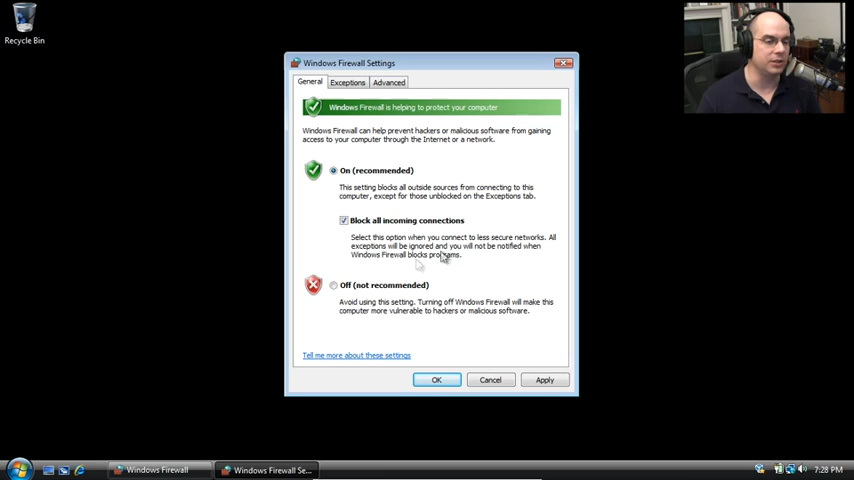 Recycle Bin
Windows Firewall Settings
General
Exceptions
Advanced
Windows Firewall is helping to protect your computer
Windows Firewall can help prevent hackers or malicious software from gaining
access to your computer through the Internet or a network.
On (recommended)
This setting blocks all outside sources from connecting to this
computer, except for those unblocked on the Exceptions tab.
Block all incoming connections
Select this option when you connect to less secure networks. All
exceptions will be ignored and you will not be notified when
Windows Firewall blocks programs.
Off (not recommended)
Avoid using this setting. Turning off Windows Firewall will make this
computer more vulnerable to hackers or malicious software.
Tell me more about these settings
OK
Cancel
Apply
Windows Firewall
Windows Firewall Se...
7:28 PM